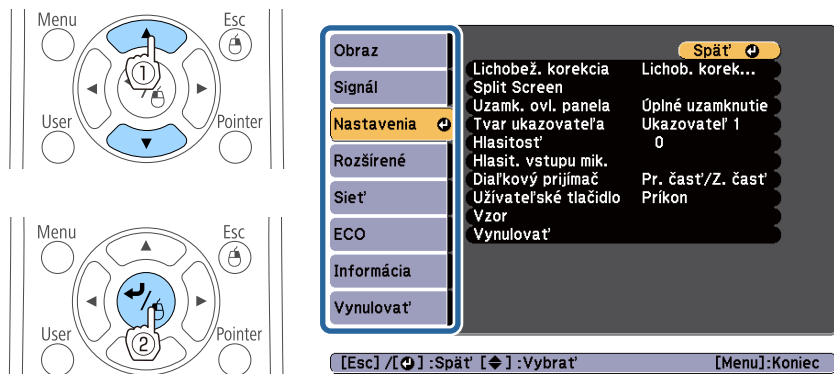 Menu
Esc
①
User
Pointer
Menu
Esc
User
Pointer
②
Obraz
Signál
Nastavenia
Rozšírené
Sieť
ECO
Informácia
Vynulovať
Späť
Lichobež. korekcia Lichob. korek...
Split Screen
Uzamk. ovl. panela Úplné uzamknutie
Tvar ukazovateľa Ukazovateľ 1
Hlasitosť 0
Hlasit. vstupu mik.
Diaľkový prijímač Pr. časť/Z. časť
Užívateľské tlačidlo Príkon
Vzor
Vynulovať
[Esc] /[⏎] :Späť [◆] :Vybrať [Menu]:Koniec